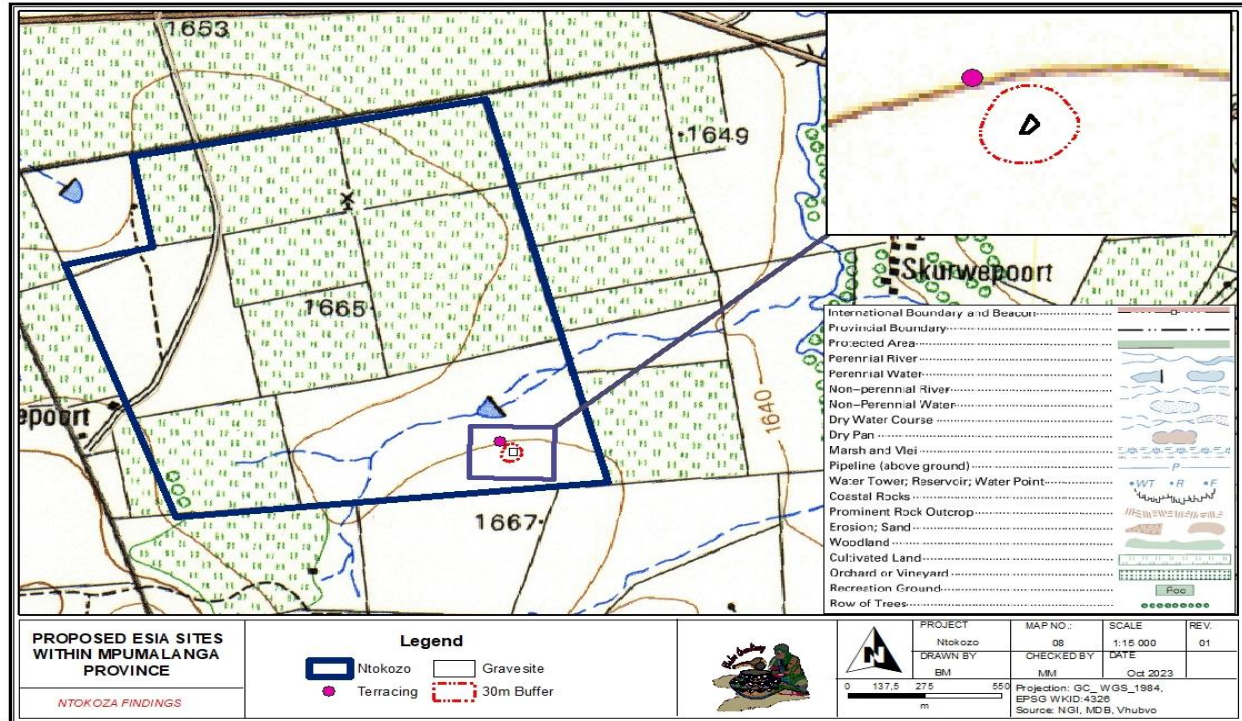 1653
1649
Skurwepoort
1665
epoort
1640
1667
International Boundary and Beacon
Provincial Boundary
Protected Area
Perennial River
Perennial Water
Non-perennial River
Non-Perennial Water
Dry Water Course
Dry Pan
Marsh and Vlei
Pipeline (above ground) P
Water Tower; Reservoir; Water Point WT R F
Coastal Rocks
Prominent Rock Outcrop
Erosion; Sand
Woodland
Cultivated Land
Orchard or Vineyard
Recreation Ground
Row of Trees
PROPOSED ESIA SITES
WITHIN MPUMALANGA
PROVINCE
NTOKOZA FINDINGS
Legend
Ntokozo
Gravesite
Terracing
30m Buffer
N
PROJECT
Ntokozo
MAP NO.:
08
SCALE
1:15 000
REV.
01
DRAWN BY
BM
CHECKED BY
MM
DATE
Oct 2023
0 137,5 275 550
m
Projection: GC_ WGS_1984,
EPSG WKID:4326
Source: NGI, MDB, Vhubvo